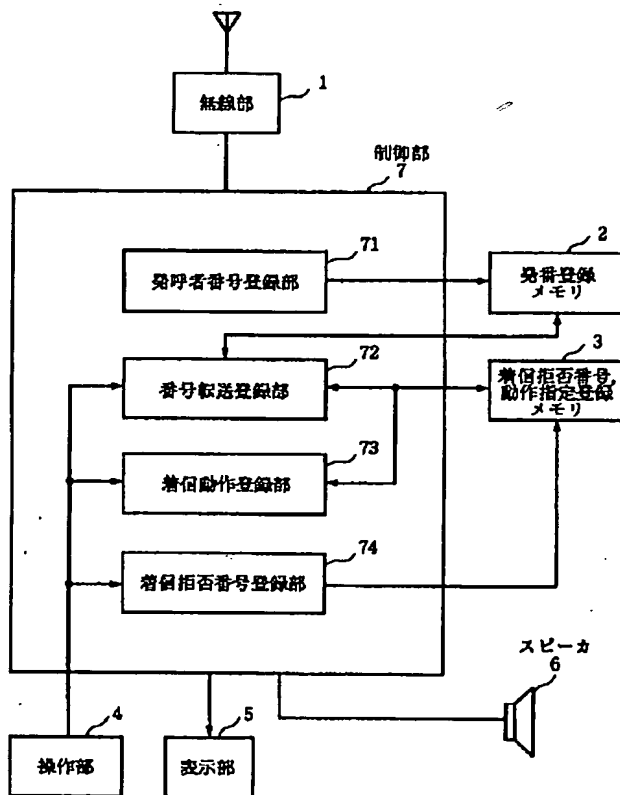 無線部
1
制御部
7
発呼者番号登録部
71
発番登録
メモリ
2
番号転送登録部
72
着信拒否番号,
動作指定登録
メモリ
3
着信動作登録部
73
着信拒否番号登録部
74
スピーカ
6
操作部
4
表示部
5